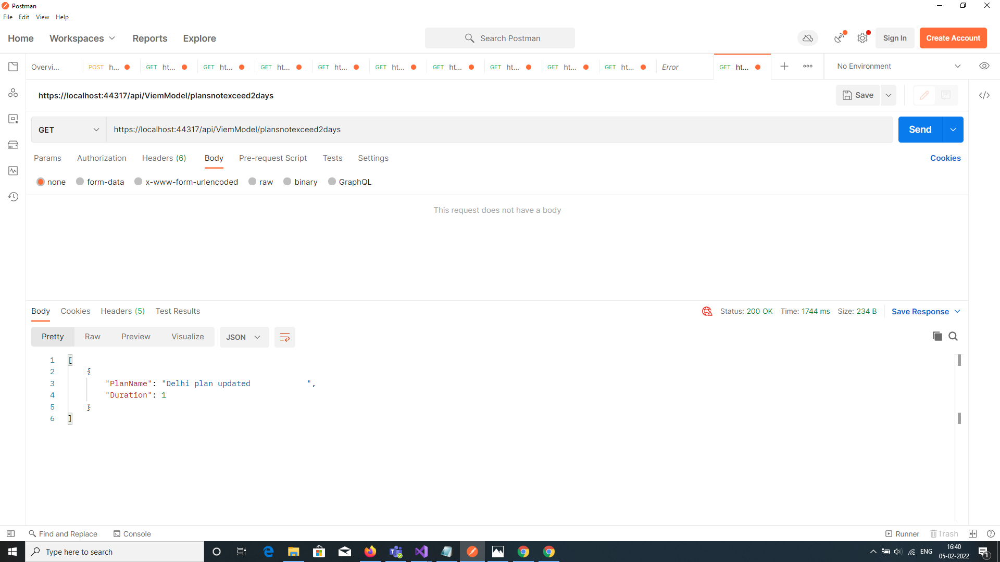 Postman
File Edit View Help
Home Workspaces Reports Explore Search Postman Sign In Create Account
Overvi... POST h... GET ht... GET ht... GET ht... GET ht... GET ht... GET ht... GET ht... GET ht... GET ht... Error GET ht... No Environment
https://localhost:44317/api/ViemModel/plansnotexceed2days Save
GET https://localhost:44317/api/ViemModel/plansnotexceed2days Send
Params Authorization Headers (6) Body Pre-request Script Tests Settings Cookies
none form-data x-www-form-urlencoded raw binary GraphQL
This request does not have a body
Body Cookies Headers (5) Test Results Status: 200 OK Time: 1744 ms Size: 234 B Save Response
Pretty Raw Preview Visualize JSON
1 [
2 {
3 "PlanName": "Delhi plan updated            ",
4 "Duration": 1
5 }
6 ]
Find and Replace Console Runner Trash
Type here to search ENG 16:40
05-02-2022 1